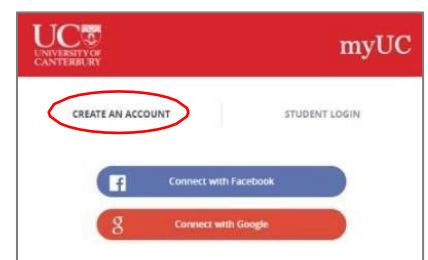 UC
UNIVERSITY OF
CANTERBURY
myUC
CREATE AN ACCOUNT
STUDENT LOGIN
Connect with Facebook
Connect with Google